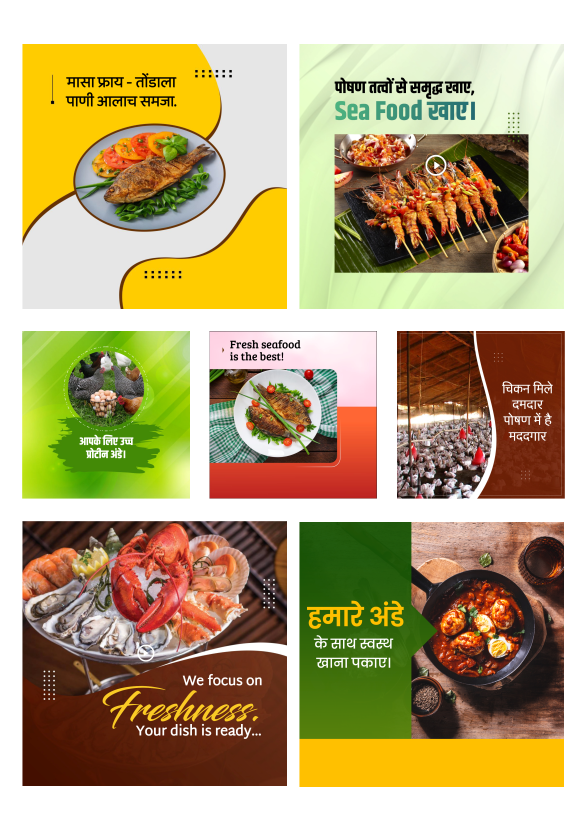 मासा फ्राय - तोंडाला
पाणी आलाच समजा.
पोषण तत्वों से समृद्ध खाए,
Sea Food खाएं।
आपके लिए उच्च
प्रोटीन अंडे।
Fresh seafood
is the best!
चिकन मिले
दमदार
पोषण में है
मददगार
We focus on
Freshness.
Your dish is ready...
हमारे अंडे
के साथ स्वस्थ
खाना पकाए।